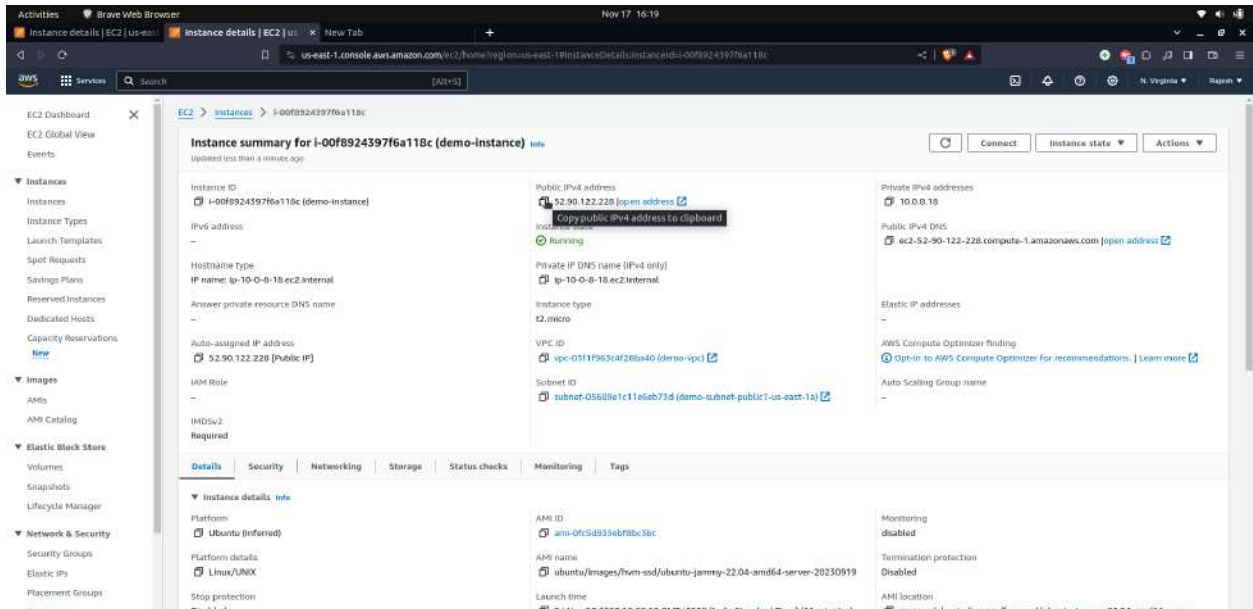 Activities
Brave Web Browser
Nov 17 16:19
Instance details | EC2 | us-east
Instance details | EC2 | us
New Tab
us-east-1.console.aws.amazon.com/ec2/home?region=us-east-1#InstanceDetails:instanceId=i-00f8924397f6a118c
aws
Services
Search
[Alt+S]
N. Virginia
Rajesh
EC2 Dashboard
EC2 Global View
Events
Instances
Instances
Instance Types
Launch Templates
Spot Requests
Savings Plans
Reserved Instances
Dedicated Hosts
Capacity Reservations
New
Images
AMIs
AMI Catalog
Elastic Block Store
Volumes
Snapshots
Lifecycle Manager
Network & Security
Security Groups
Elastic IPs
Placement Groups
EC2 > Instances > i-00f8924397f6a118c
Instance summary for i-00f8924397f6a118c (demo-instance) Info
Updated less than a minute ago
Connect
Instance state
Actions
Instance ID
i-00f8924397f6a118c (demo-instance)
Public IPv4 address
52.90.122.228 |open address
Copy public IPv4 address to clipboard
Private IPv4 addresses
10.0.8.18
IPv6 address
–
Instance state
Running
Public IPv4 DNS
ec2-52-90-122-228.compute-1.amazonaws.com |open address
Hostname type
IP name: ip-10-0-8-18.ec2.internal
Private IP DNS name (IPv4 only)
ip-10-0-8-18.ec2.internal
Answer private resource DNS name
–
Instance type
t2.micro
Elastic IP addresses
–
Auto-assigned IP address
52.90.122.228 [Public IP]
VPC ID
vpc-05f1f963c4f28ba40 (demo-vpc)
AWS Compute Optimizer finding
Opt-in to AWS Compute Optimizer for recommendations. | Learn more
IAM Role
–
Subnet ID
subnet-05689e1c11e6eb73d (demo-subnet-public1-us-east-1a)
Auto Scaling Group name
–
IMDSv2
Required
Details
Security
Networking
Storage
Status checks
Monitoring
Tags
Instance details Info
Platform
Ubuntu (Inferred)
AMI ID
ami-0fc5d935ebf8bc3bc
Monitoring
disabled
Platform details
Linux/UNIX
AMI name
ubuntu/images/hvm-ssd/ubuntu-jammy-22.04-amd64-server-20230919
Termination protection
Disabled
Stop protection
Launch time
AMI location